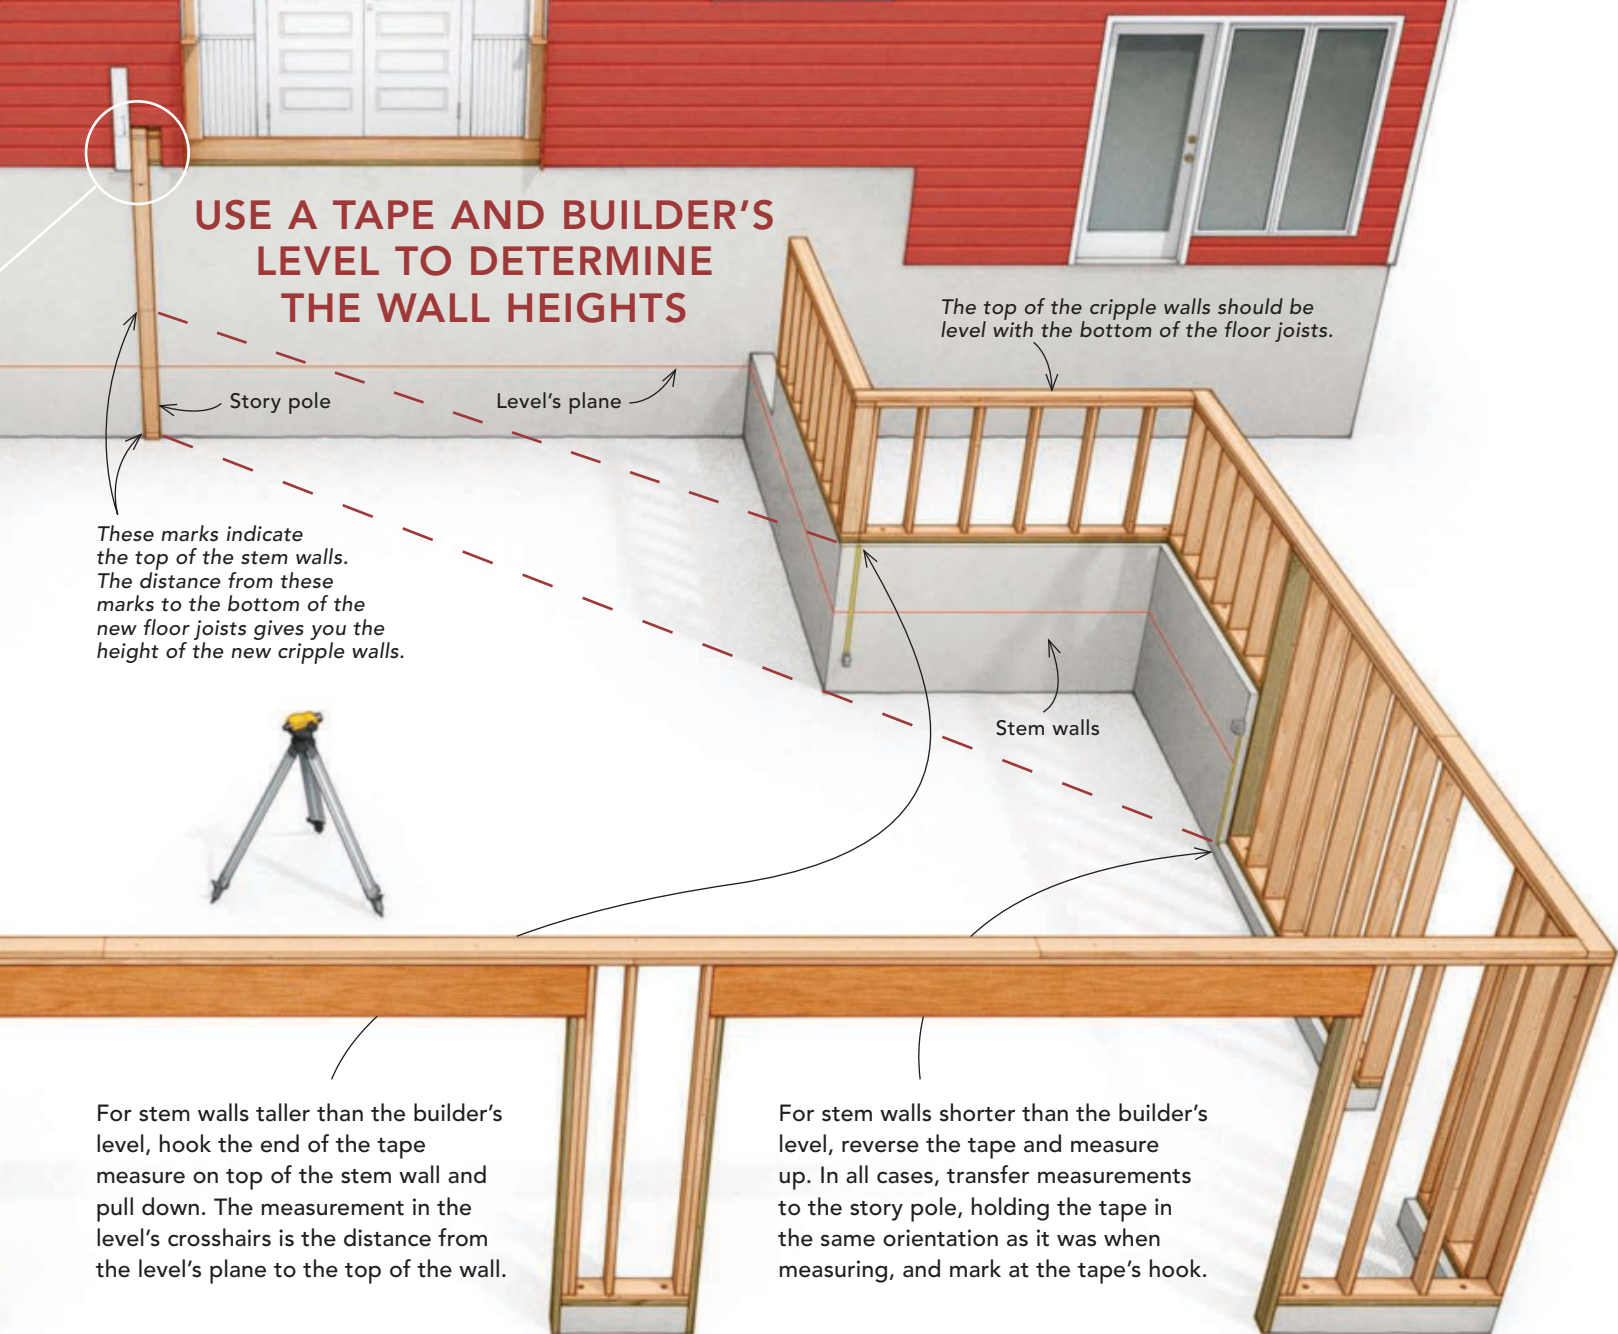 USE A TAPE AND BUILDER’S
LEVEL TO DETERMINE
THE WALL HEIGHTS
The top of the cripple walls should be
level with the bottom of the floor joists.
Story pole
Level’s plane
These marks indicate
the top of the stem walls.
The distance from these
marks to the bottom of the
new floor joists gives you the
height of the new cripple walls.
Stem walls
For stem walls taller than the builder’s
level, hook the end of the tape
measure on top of the stem wall and
pull down. The measurement in the
level’s crosshairs is the distance from
the level’s plane to the top of the wall.
For stem walls shorter than the builder’s
level, reverse the tape and measure
up. In all cases, transfer measurements
to the story pole, holding the tape in
the same orientation as it was when
measuring, and mark at the tape’s hook.